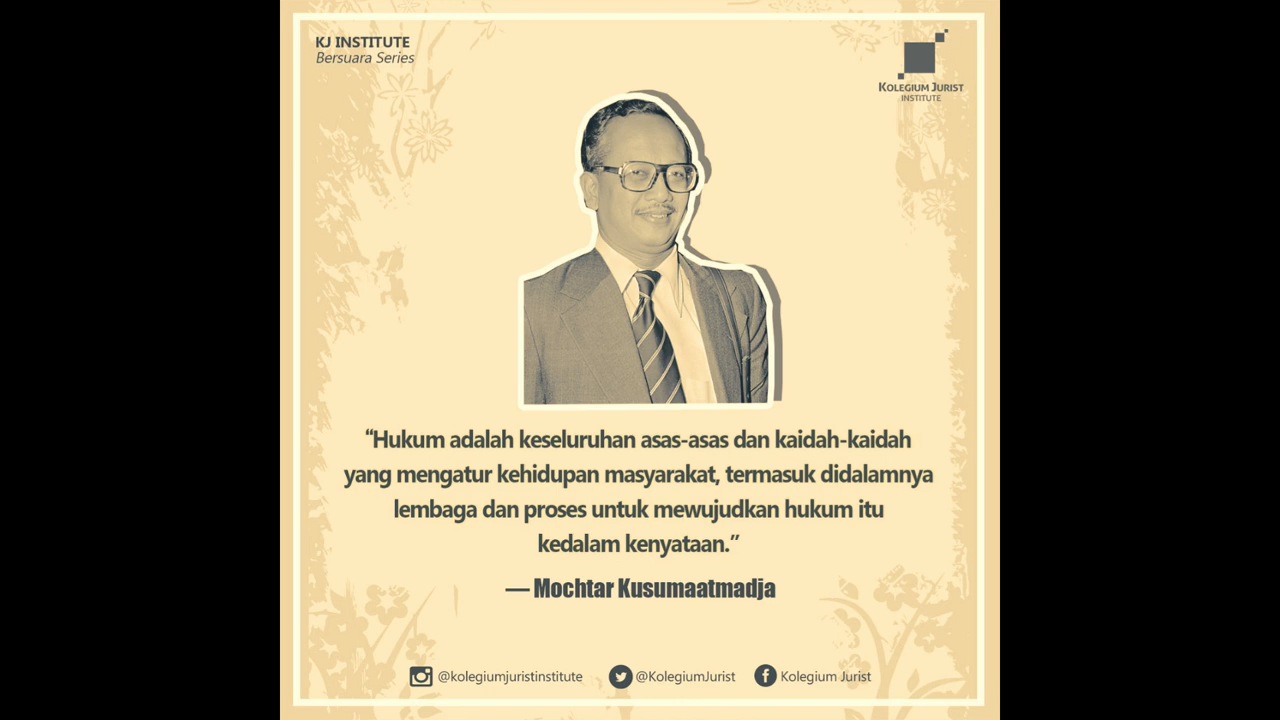 KJ INSTITUTE
Bersuara Series
KOLEGIUM JURIST
INSTITUTE
“Hukum adalah keseluruhan asas-asas dan kaidah-kaidah
yang mengatur kehidupan masyarakat, termasuk didalamnya
lembaga dan proses untuk mewujudkan hukum itu
kedalam kenyataan.”
— Mochtar Kusumaatmadja
@kolegiumjuristinstitute @KolegiumJurist Kolegium Jurist